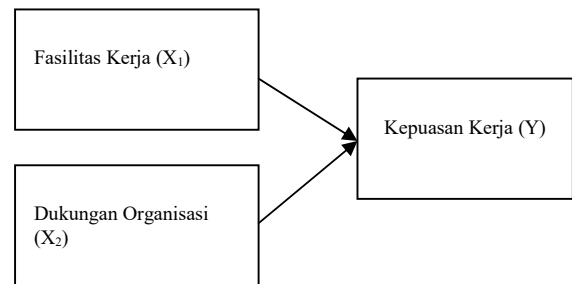 Fasilitas Kerja (X₁)
Kepuasan Kerja (Y)
Dukungan Organisasi
(X₂)